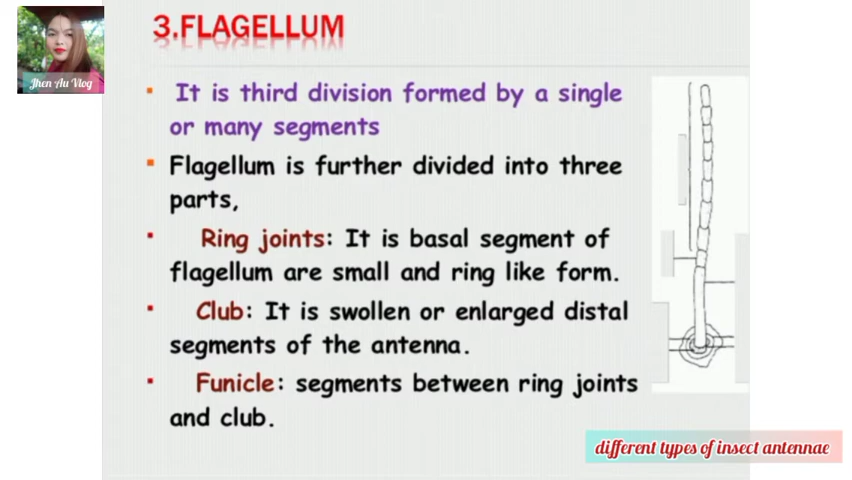 3.FLAGELLUM
Jhen Au Vlog
It is third division formed by a single
or many segments
Flagellum is further divided into three
parts,
Ring joints: It is basal segment of
flagellum are small and ring like form.
Club: It is swollen or enlarged distal
segments of the antenna.
Funicle: segments between ring joints
and club.
different types of insect antennae